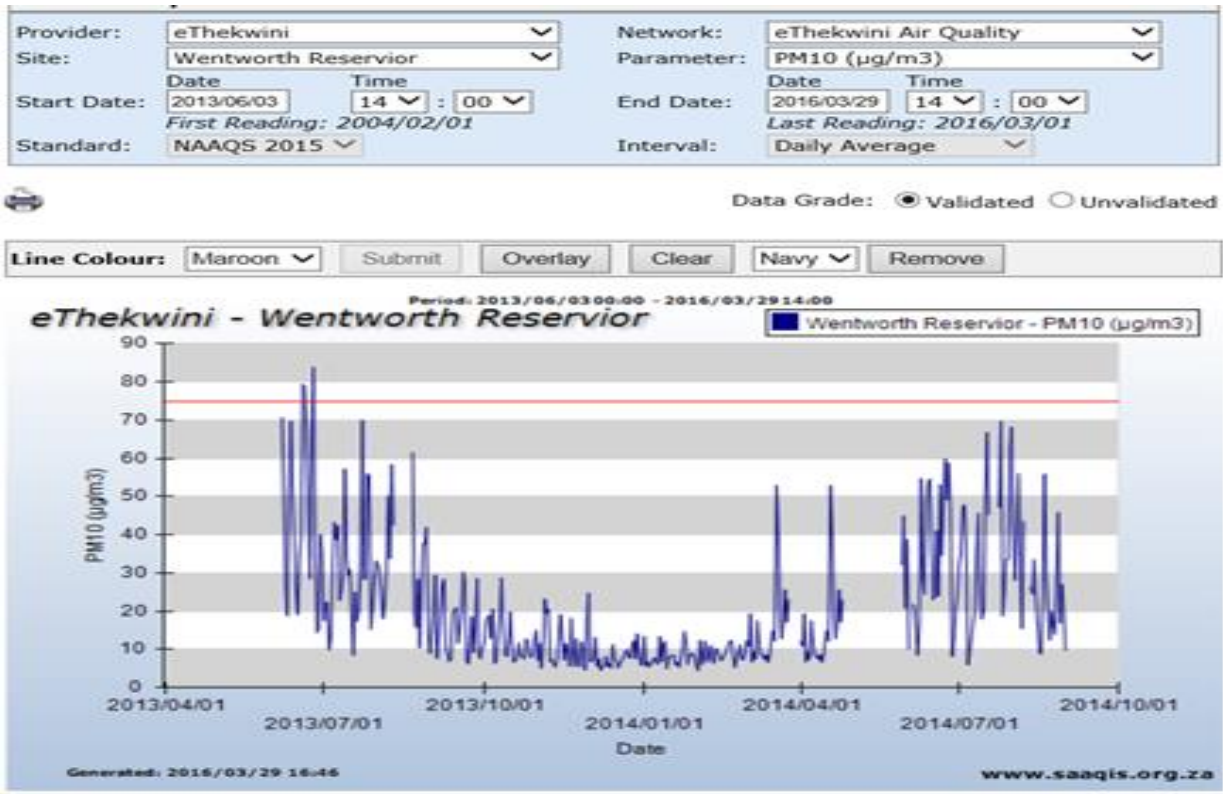 Provider: eThekwini Network: eThekwini Air Quality
Site: Wentworth Reservior Parameter: PM10 (µg/m3)
Date Time Date Time
Start Date: 2013/06/03 14 : 00 End Date: 2016/03/29 14 : 00
First Reading: 2004/02/01 Last Reading: 2016/03/01
Standard: NAAQS 2015 Interval: Daily Average
Data Grade: Validated Unvalidated
Line Colour: Maroon Submit Overlay Clear Navy Remove
Period: 2013/06/03 00:00 - 2016/03/29 14:00
eThekwini - Wentworth Reservior
Wentworth Reservior - PM10 (µg/m3)
90
80
70
60
50
40
30
20
10
0
PM10 (µg/m3)
2013/04/01 2013/10/01 2014/04/01 2014/10/01
2013/07/01 2014/01/01 2014/07/01
Date
Generated: 2016/03/29 16:46 www.saaqis.org.za